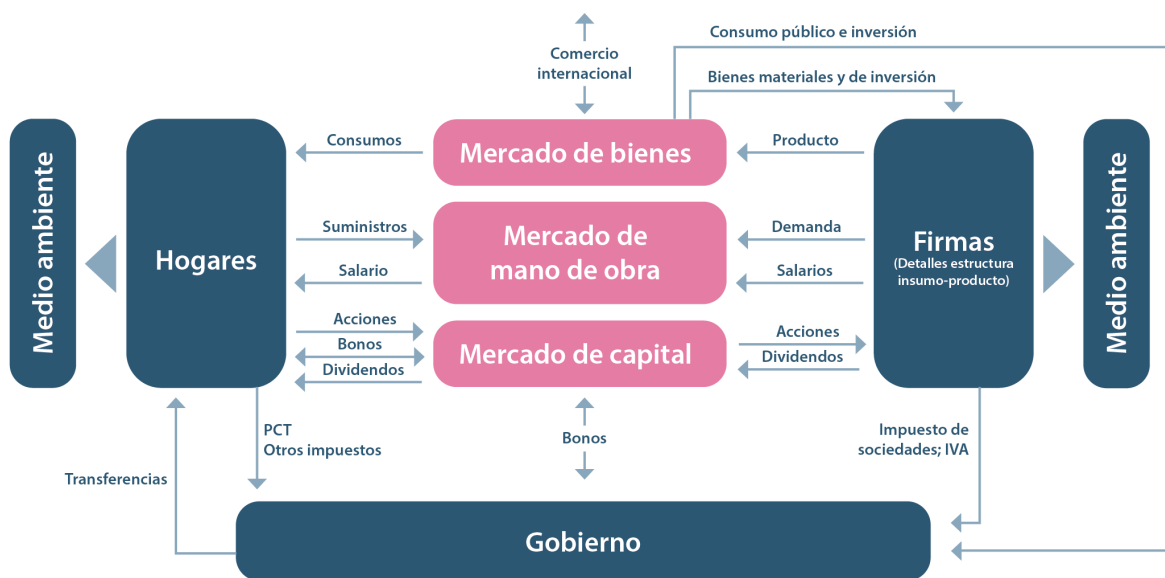 Consumo público e inversión
Comercio
internacional
Bienes materiales y de inversión
Medio ambiente
Hogares
Consumos
Mercado de bienes
Producto
Suministros
Mercado de
mano de obra
Demanda
Salario
Salarios
Firmas
(Detalles estructura
insumo-producto)
Medio ambiente
Acciones
Bonos
Dividendos
Mercado de capital
Acciones
Dividendos
PCT
Otros impuestos
Bonos
Impuesto de
sociedades; IVA
Transferencias
Gobierno